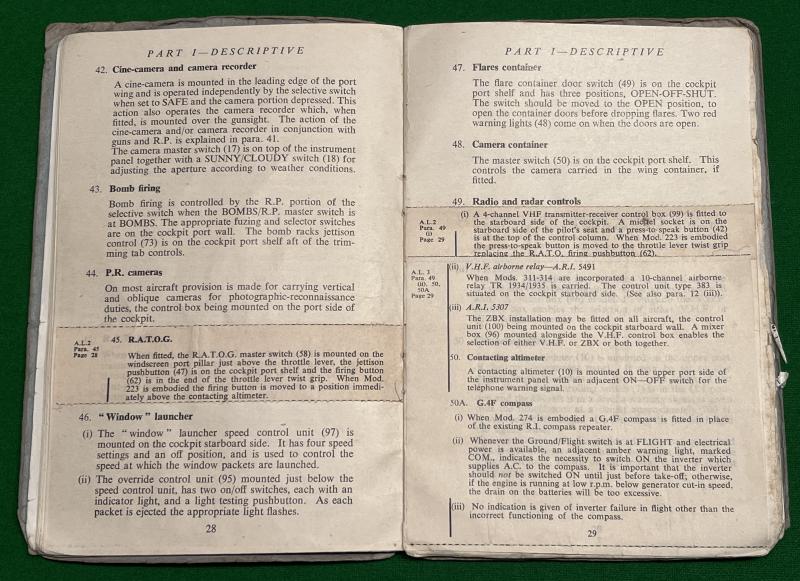 PART I—DESCRIPTIVE
42. Cine-camera and camera recorder
A cine-camera is mounted in the leading edge of the port
wing and is operated independently by the selective switch
when set to SAFE and the camera portion depressed. This
action also operates the camera recorder which, when
fitted, is mounted over the gunsight. The action of the
cine-camera and/or camera recorder in conjunction with
guns and R.P. is explained in para. 41.
The camera master switch (17) is on top of the instrument
panel together with a SUNNY/CLOUDY switch (18) for
adjusting the aperture according to weather conditions.
43. Bomb firing
Bomb firing is controlled by the R.P. portion of the
selective switch when the BOMBS/R.P. master switch is
at BOMBS. The appropriate fuzing and selector switches
are on the cockpit port wall. The bomb racks jettison
control (73) is on the cockpit port shelf aft of the trim-
ming tab controls.
44. P.R. cameras
On most aircraft provision is made for carrying vertical
and oblique cameras for photographic-reconnaissance
duties, the control box being mounted on the port side of
the cockpit.
A.L.2
Para. 45
Page 28
45. R.A.T.O.G.
When fitted, the R.A.T.O.G. master switch (58) is mounted on the
windscreen port pillar just above the throttle lever, the jettison
pushbutton (47) is on the cockpit port shelf and the firing button
(62) is in the end of the throttle lever twist grip. When Mod.
223 is embodied the firing button is moved to a position immed-
iately above the contacting altimeter.
46. "Window" launcher
(i) The "window" launcher speed control unit (97) is
mounted on the cockpit starboard side. It has four speed
settings and an off position, and is used to control the
speed at which the window packets are launched.
(ii) The override control unit (95) mounted just below the
speed control unit, has two on/off switches, each with an
indicator light, and a light testing pushbutton. As each
packet is ejected the appropriate light flashes.
28
PART I—DESCRIPTIVE
47. Flares container
The flare container door switch (49) is on the cockpit
port shelf and has three positions, OPEN-OFF-SHUT.
The switch should be moved to the OPEN position, to
open the container doors before dropping flares. Two red
warning lights (48) come on when the doors are open.
48. Camera container
The master switch (50) is on the cockpit port shelf. This
controls the camera carried in the wing container, if
fitted.
49. Radio and radar controls
A.L.2
Para. 49
(i)
Page 29
(i) A 4-channel VHF transmitter-receiver control box (99) is fitted to
the starboard side of the cockpit. A mictel socket is on the
starboard side of the pilot's seat and a press-to-speak button (42)
is at the top of the control column. When Mod. 223 is embodied
the press-to-speak button is moved to the throttle lever twist grip
replacing the R.A.T.O. firing pushbutton (62).
A.L. 3
Para. 49
(ii), 50,
50A
Page 29
(ii) V.H.F. airborne relay—A.R.I. 5491
When Mods. 311-314 are incorporated a 10-channel airborne
relay TR 1934/1935 is carried. The control unit type 383 is
situated on the cockpit starboard side. (See also para. 12 (iii)).
(iii) A.R.I. 5307
The ZBX installation may be fitted on all aircraft, the control
unit (100) being mounted on the cockpit starboard wall. A mixer
box (96) mounted alongside the V.H.F. control box enables the
selection of either V.H.F. or ZBX or both together.
50. Contacting altimeter
A contacting altimeter (10) is mounted on the upper port side of
the instrument panel with an adjacent ON—OFF switch for the
telephone warning signal.
50A. G.4F compass
(i) When Mod. 274 is embodied a G.4F compass is fitted in place
of the existing R.I. compass repeater.
(ii) Whenever the Ground/Flight switch is at FLIGHT and electrical
power is available, an adjacent amber warning light, marked
COM., indicates the necessity to switch ON the inverter which
supplies A.C. to the compass. It is important that the inverter
should not be switched ON until just before take-off; otherwise,
if the engine is running at low r.p.m. below generator cut-in speed,
the drain on the batteries will be too excessive.
(iii) No indication is given of inverter failure in flight other than the
incorrect functioning of the compass.
29